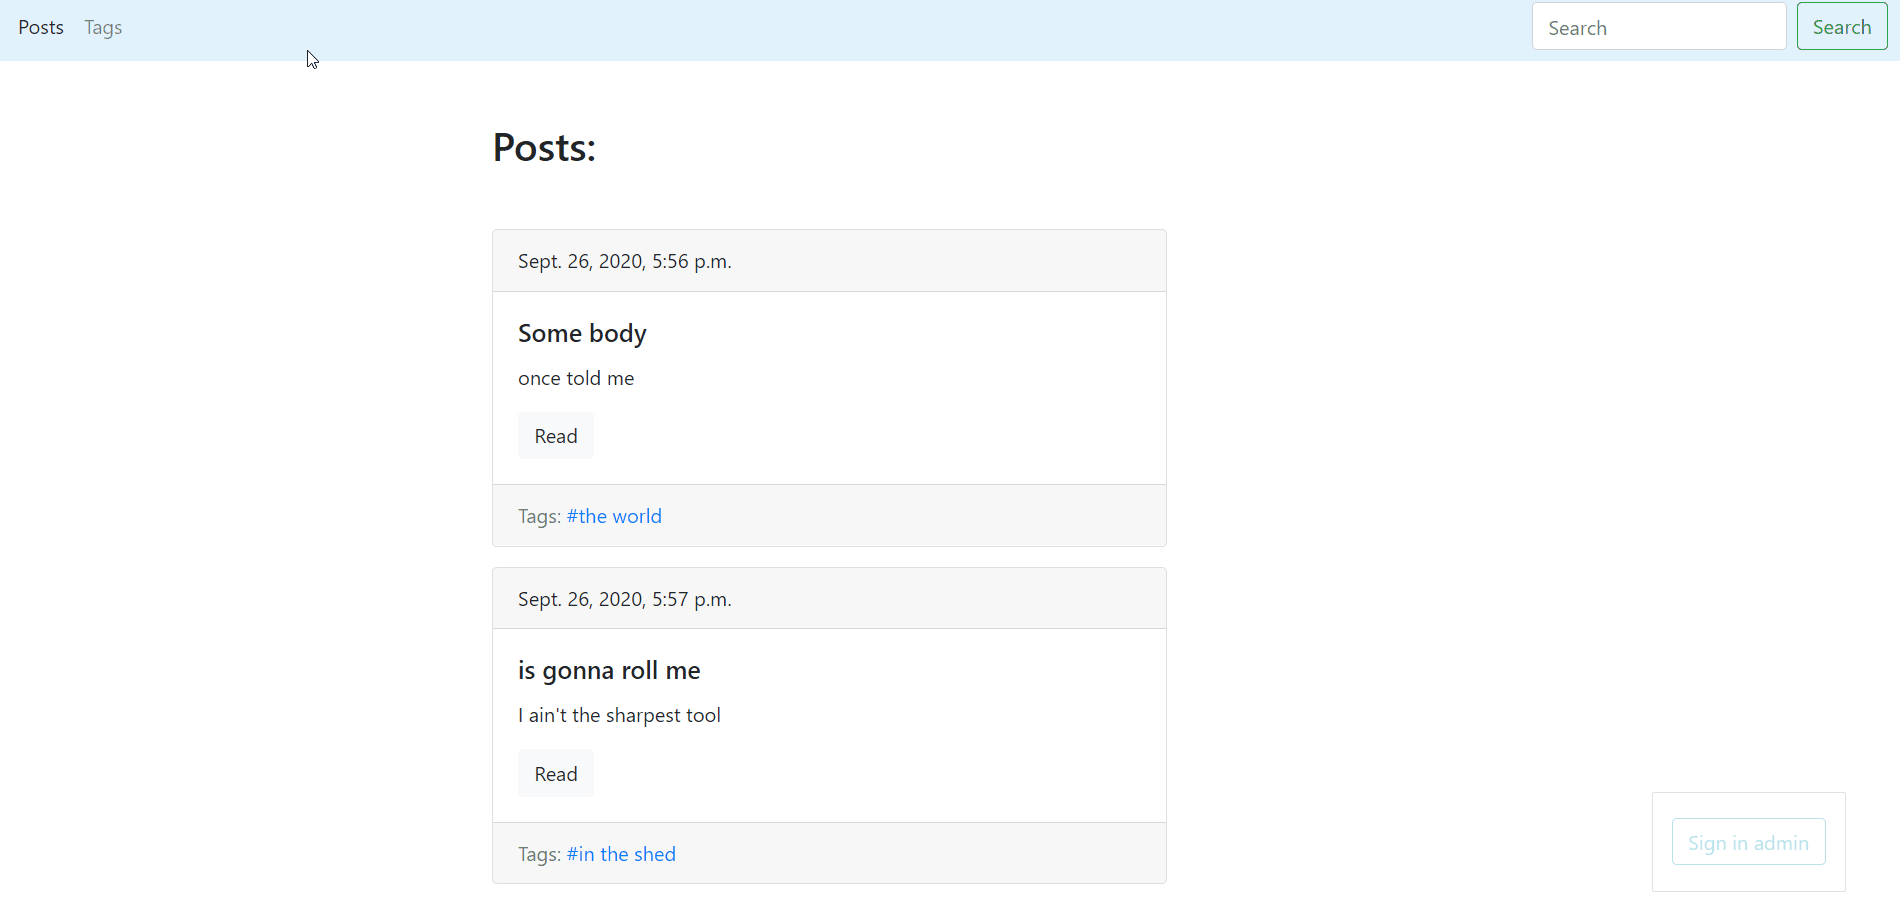 Posts Tags Search Search
Posts:
Sept. 26, 2020, 5:56 p.m.
Some body
once told me
Read
Tags: #the world
Sept. 26, 2020, 5:57 p.m.
is gonna roll me
I ain't the sharpest tool
Read
Sign in admin
Tags: #in the shed